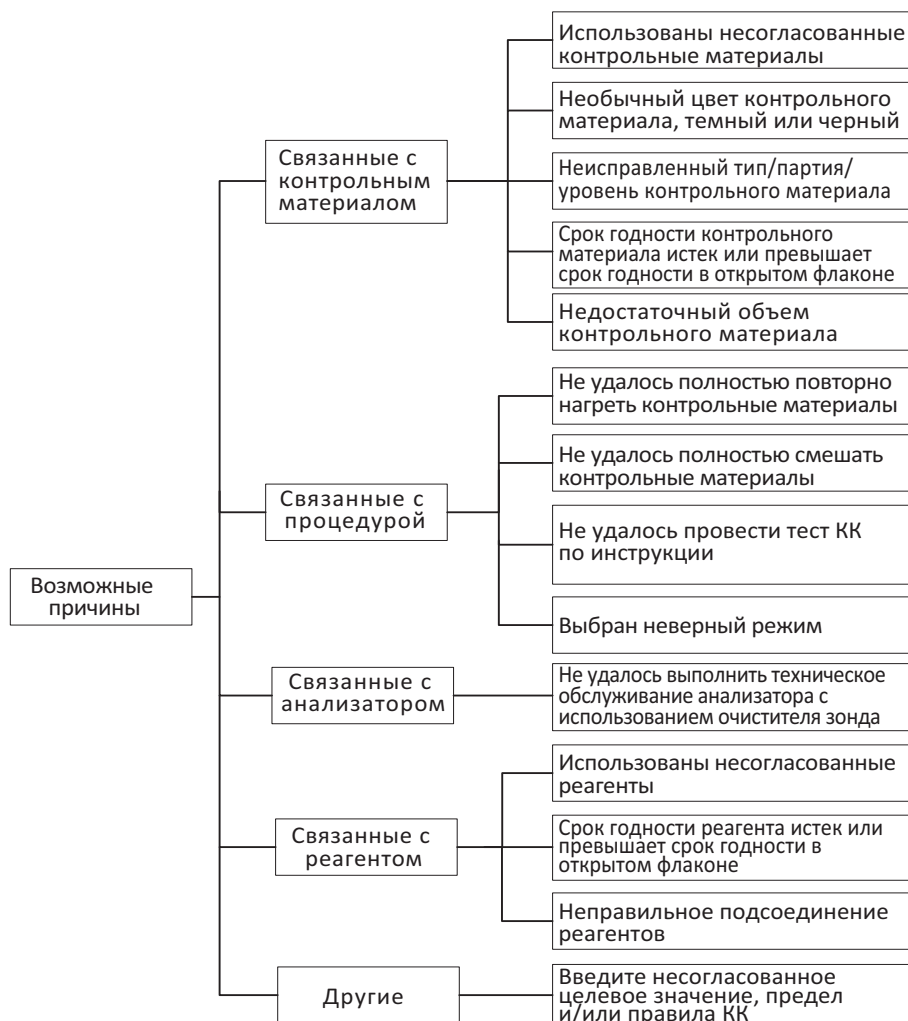 Возможные
причины
Связанные с
контрольным
материалом
Использованы несогласованные
контрольные материалы
Необычный цвет контрольного
материала, темный или черный
Неисправленный тип/партия/
уровень контрольного материала
Срок годности контрольного
материала истек или превышает
срок годности в открытом флаконе
Недостаточный объем
контрольного материала
Связанные с
процедурой
Не удалось полностью повторно
нагреть контрольные материалы
Не удалось полностью смешать
контрольные материалы
Не удалось провести тест КК
по инструкции
Выбран неверный режим
Связанные с
анализатором
Не удалось выполнить техническое
обслуживание анализатора с
использованием очистителя зонда
Связанные с
реагентом
Использованы несогласованные
реагенты
Срок годности реагента истек или
превышает срок годности в
открытом флаконе
Неправильное подсоединение
реагентов
Другие
Введите несогласованное
целевое значение, предел
и/или правила КК